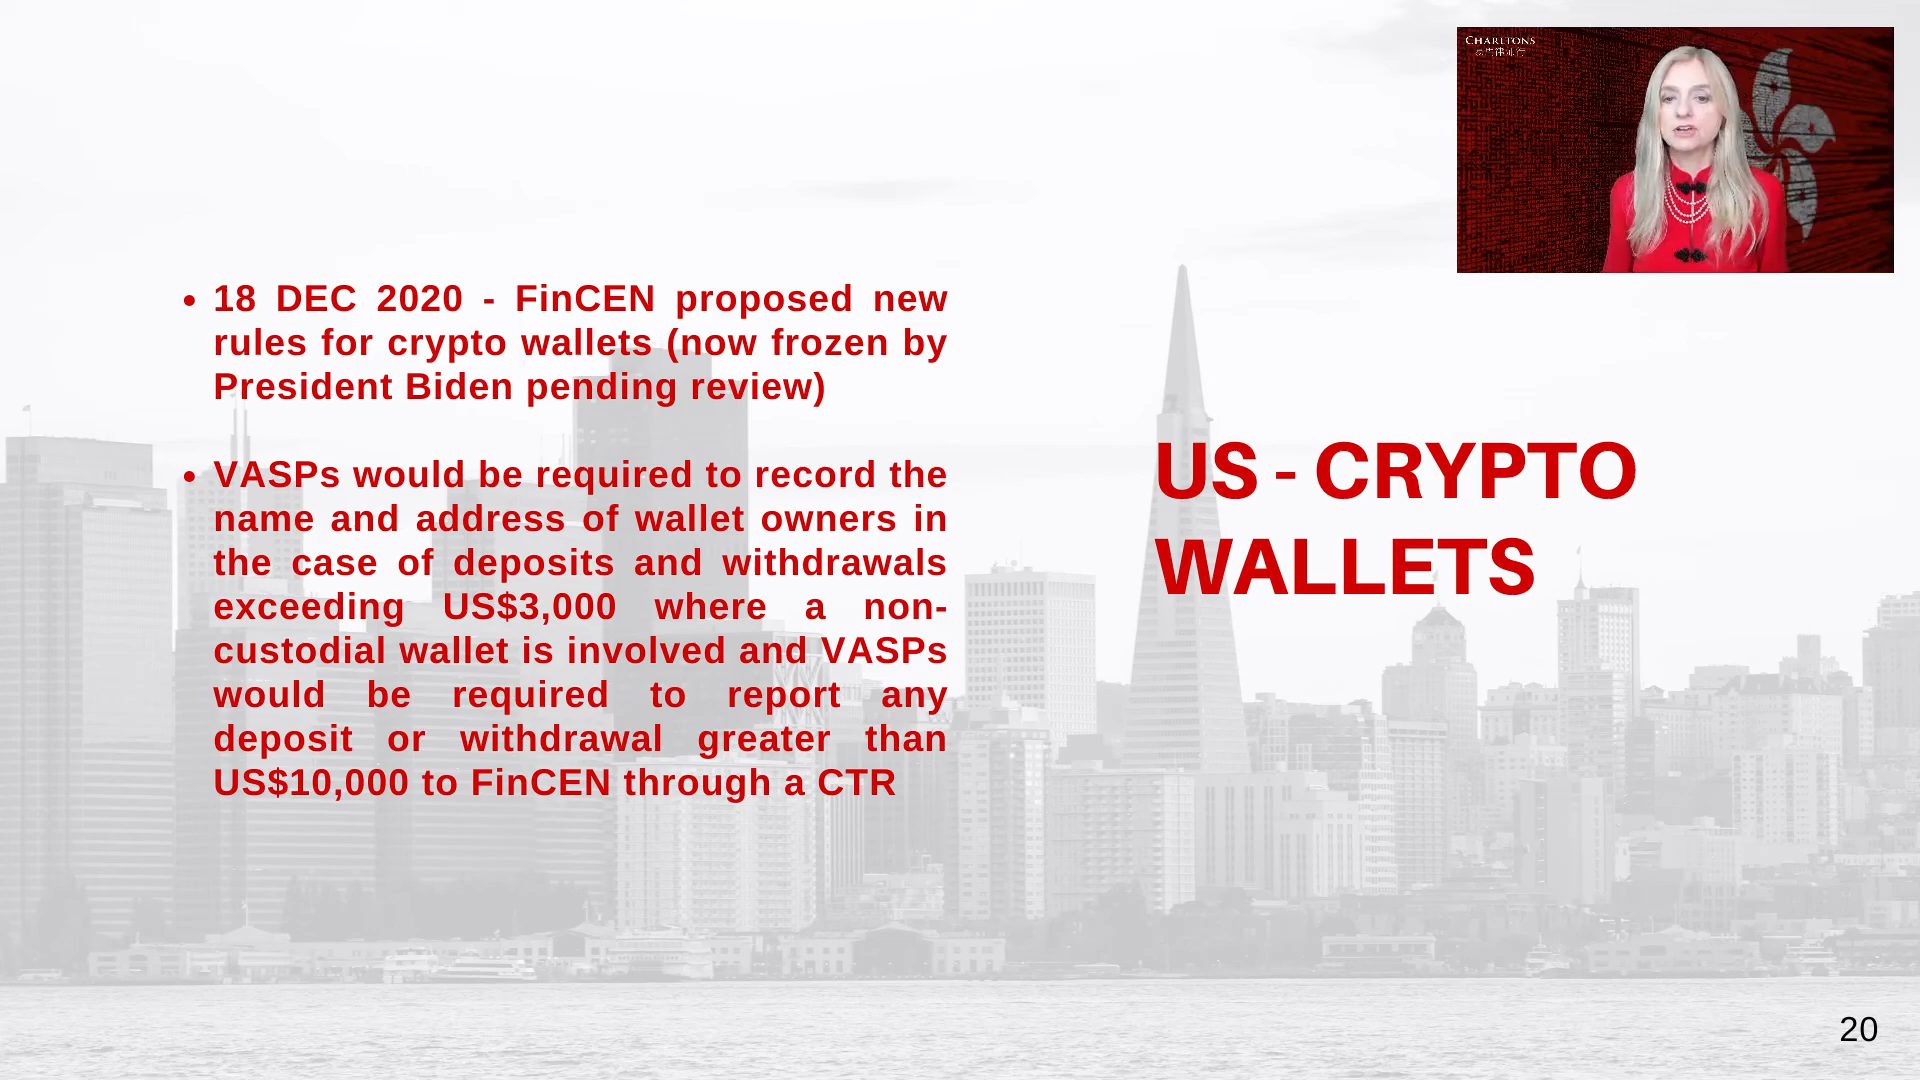 CHARLTONS
• 18 DEC 2020 - FinCEN proposed new
rules for crypto wallets (now frozen by
President Biden pending review)
• VASPs would be required to record the
name and address of wallet owners in
the case of deposits and withdrawals
exceeding US$3,000 where a non-
custodial wallet is involved and VASPs
would be required to report any
deposit or withdrawal greater than
US$10,000 to FinCEN through a CTR
US - CRYPTO
WALLETS
20